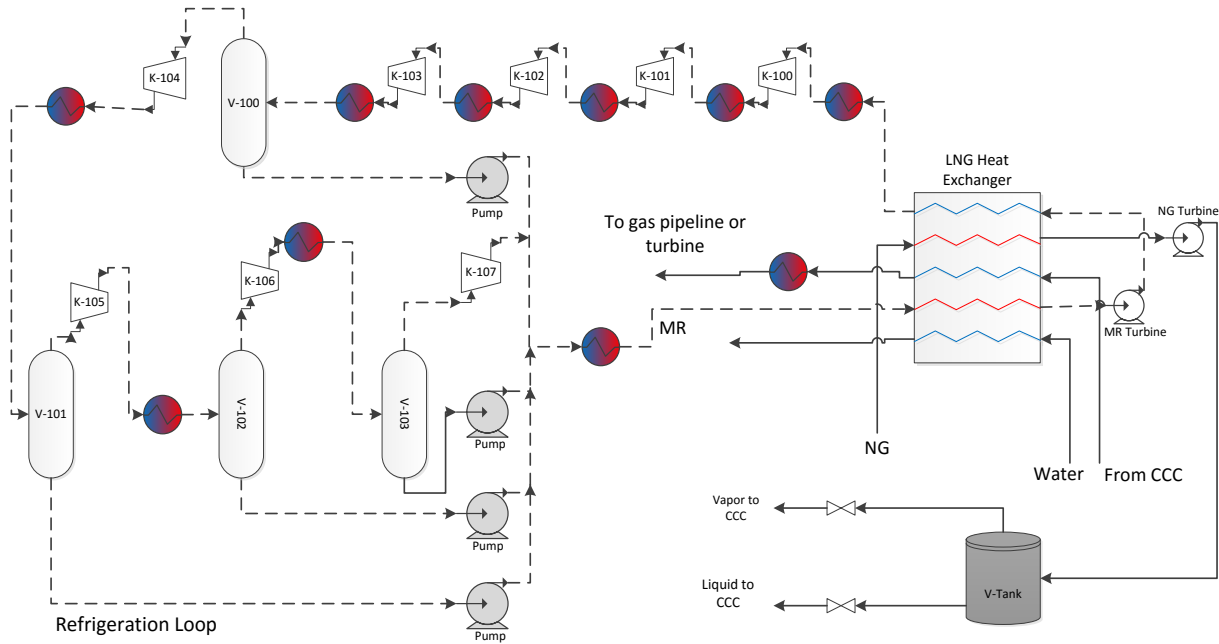 K-104
V-100
K-103
K-102
K-101
K-100
LNG Heat
Exchanger
Pump
NG Turbine
To gas pipeline or
turbine
K-105
K-106
K-107
MR
MR Turbine
V-101
V-102
V-103
Pump
NG
Water
From CCC
Pump
Vapor to
CCC
Liquid to
CCC
V-Tank
Refrigeration Loop
Pump